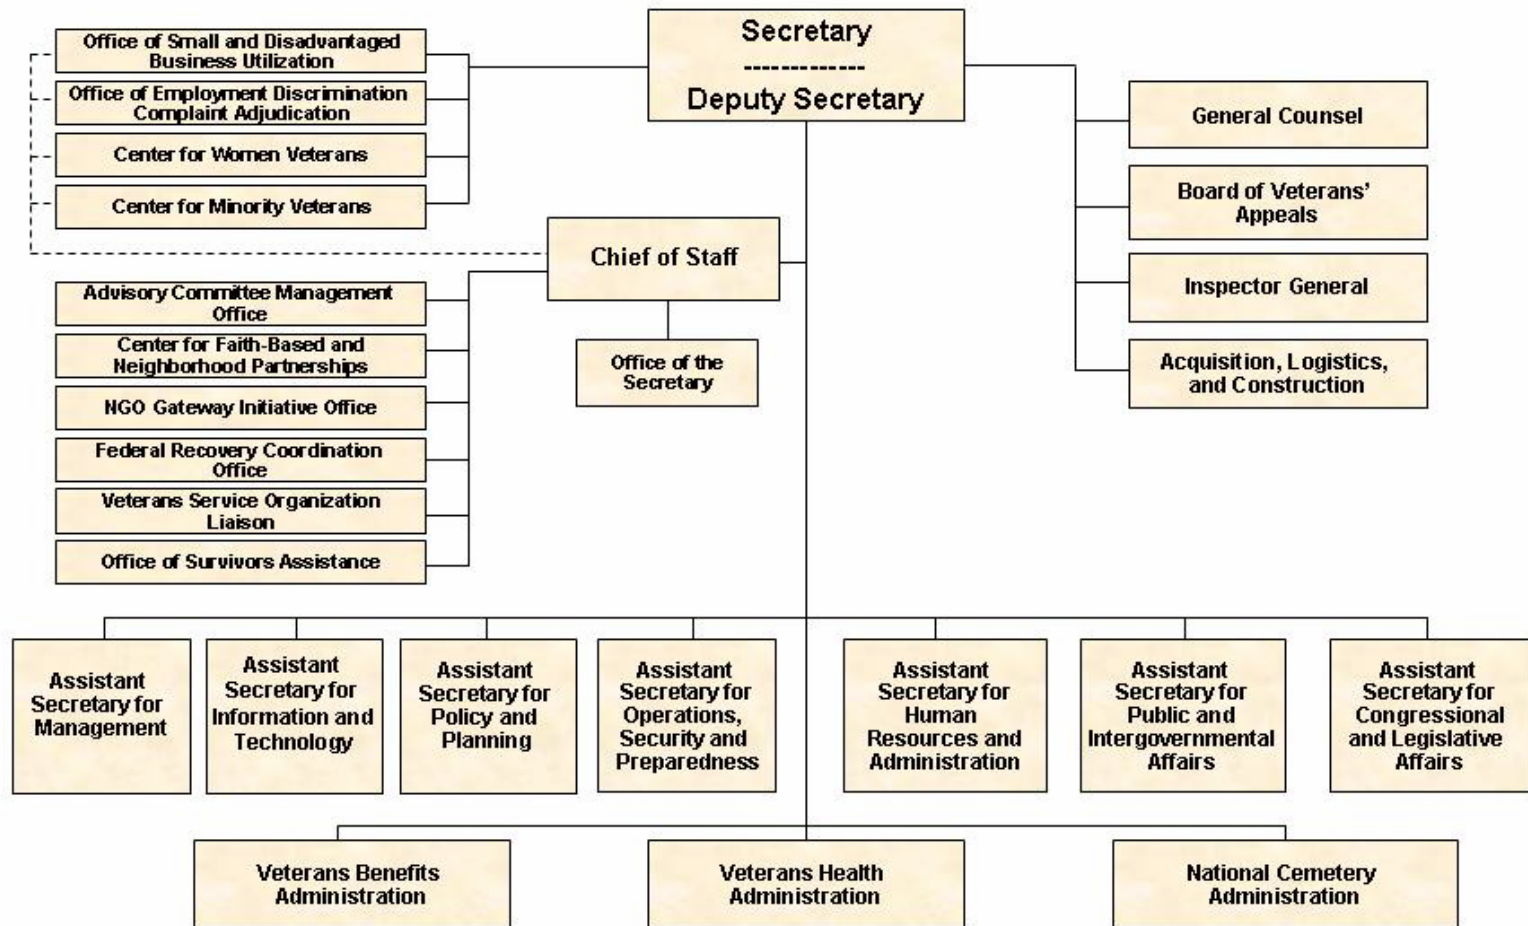 Secretary
-------------
Deputy Secretary
Office of Small and Disadvantaged
Business Utilization
Office of Employment Discrimination
Complaint Adjudication
Center for Women Veterans
Center for Minority Veterans
General Counsel
Board of Veterans’
Appeals
Inspector General
Acquisition, Logistics,
and Construction
Chief of Staff
Office of the
Secretary
Advisory Committee Management
Office
Center for Faith-Based and
Neighborhood Partnerships
NGO Gateway Initiative Office
Federal Recovery Coordination
Office
Veterans Service Organization
Liaison
Office of Survivors Assistance
Assistant
Secretary for
Management
Assistant
Secretary for
Information and
Technology
Assistant
Secretary for
Policy and
Planning
Assistant
Secretary for
Operations,
Security and
Preparedness
Assistant
Secretary for
Human
Resources and
Administration
Assistant
Secretary for
Public and
Intergovernmental
Affairs
Assistant
Secretary for
Congressional
and Legislative
Affairs
Veterans Benefits
Administration
Veterans Health
Administration
National Cemetery
Administration